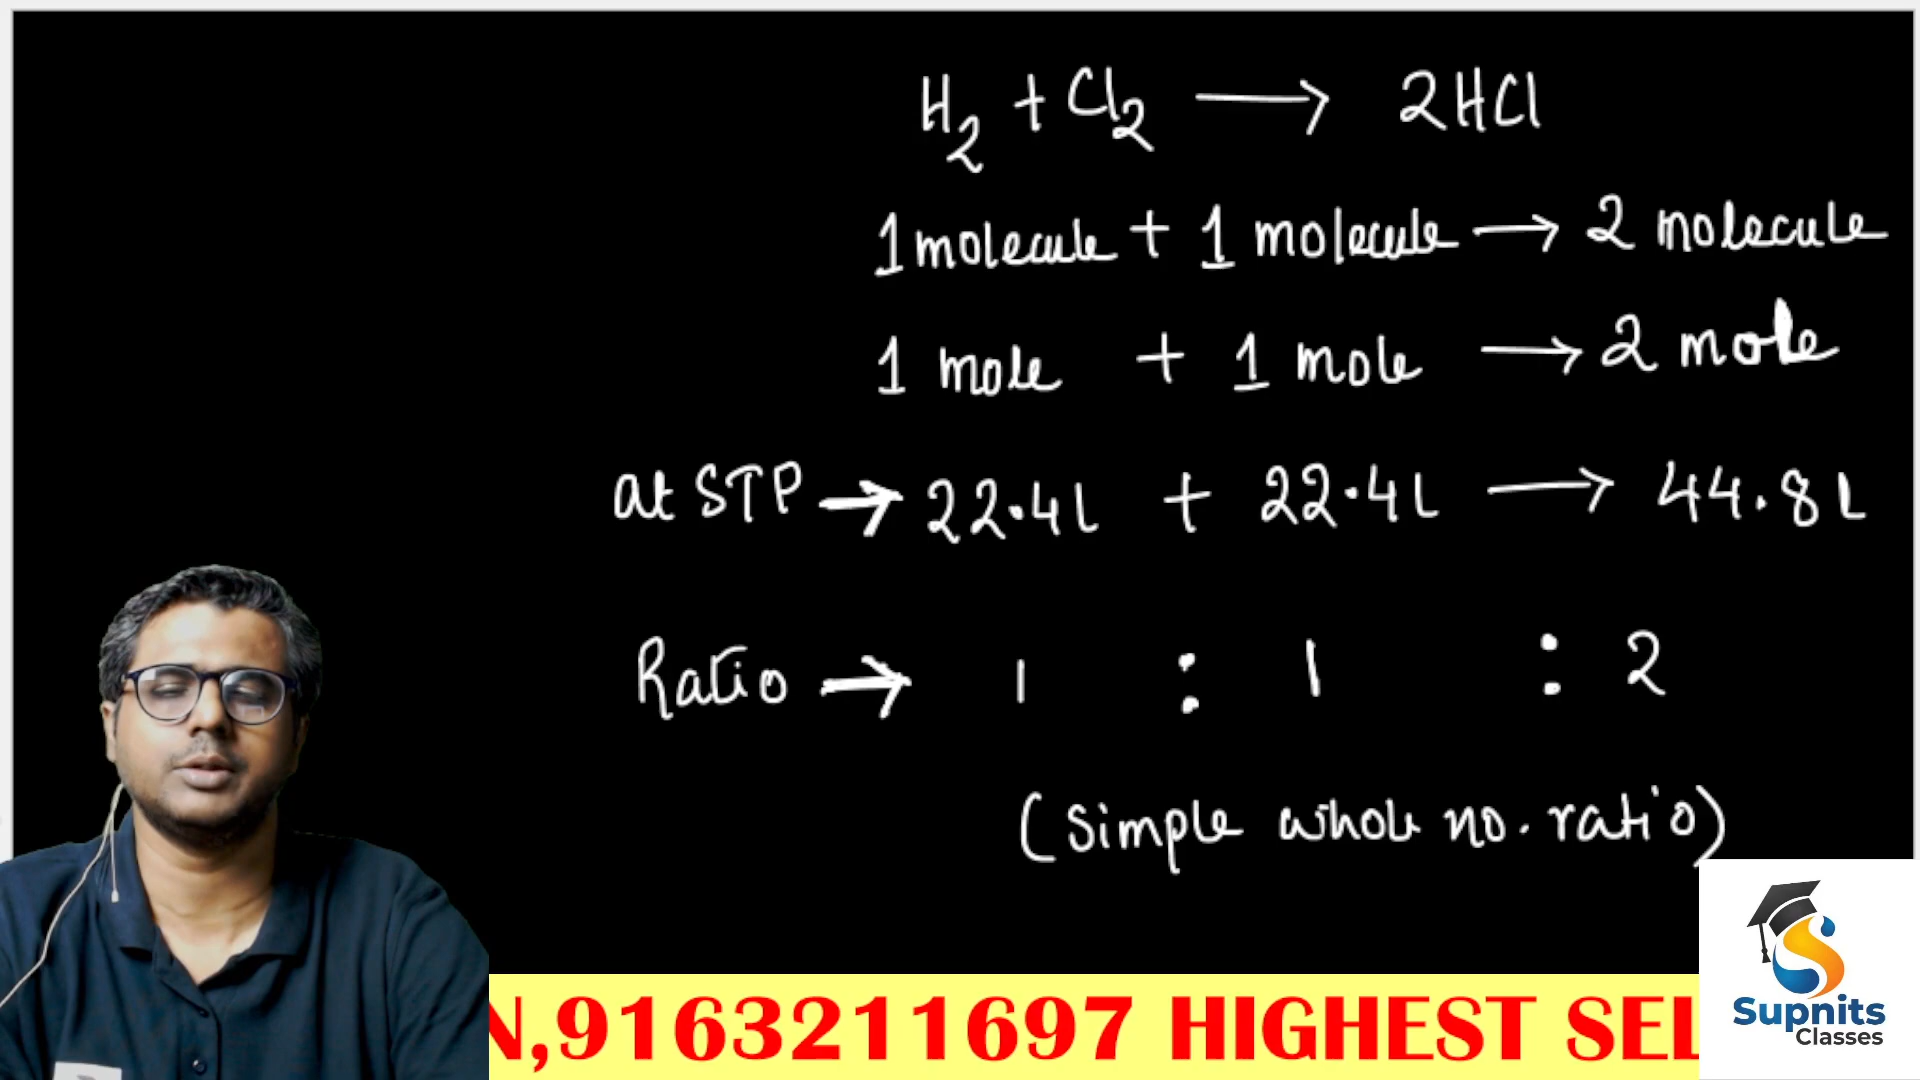 H₂ + Cl₂ → 2HCl
1 molecule + 1 molecule → 2 molecule
1 mole + 1 mole → 2 mole
at STP → 22.4L + 22.4L → 44.8L
Ratio → 1 : 1 : 2
(simple whole no. ratio)
N,9163211697 HIGHEST SEL
Supnits
Classes